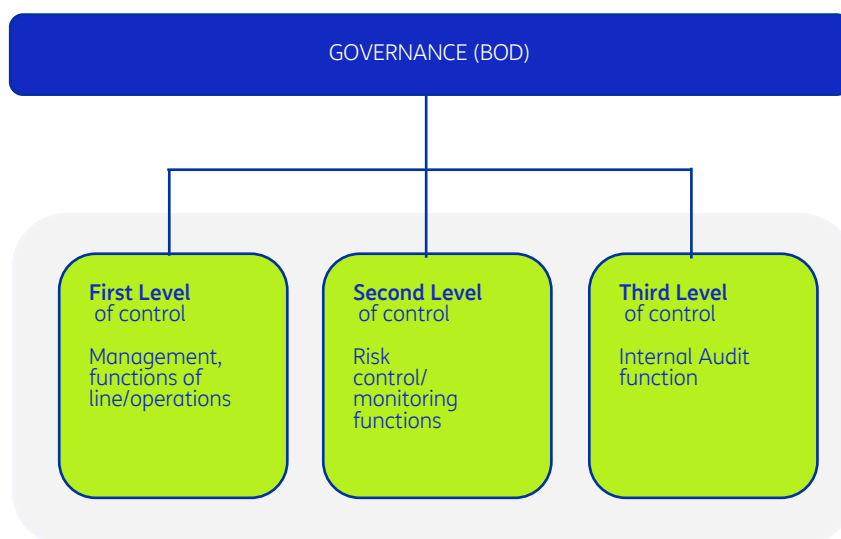 GOVERNANCE (BOD)
First Level
of control
Management,
functions of
line/operations
Second Level
of control
Risk
control/
monitoring
functions
Third Level
of control
Internal Audit
function